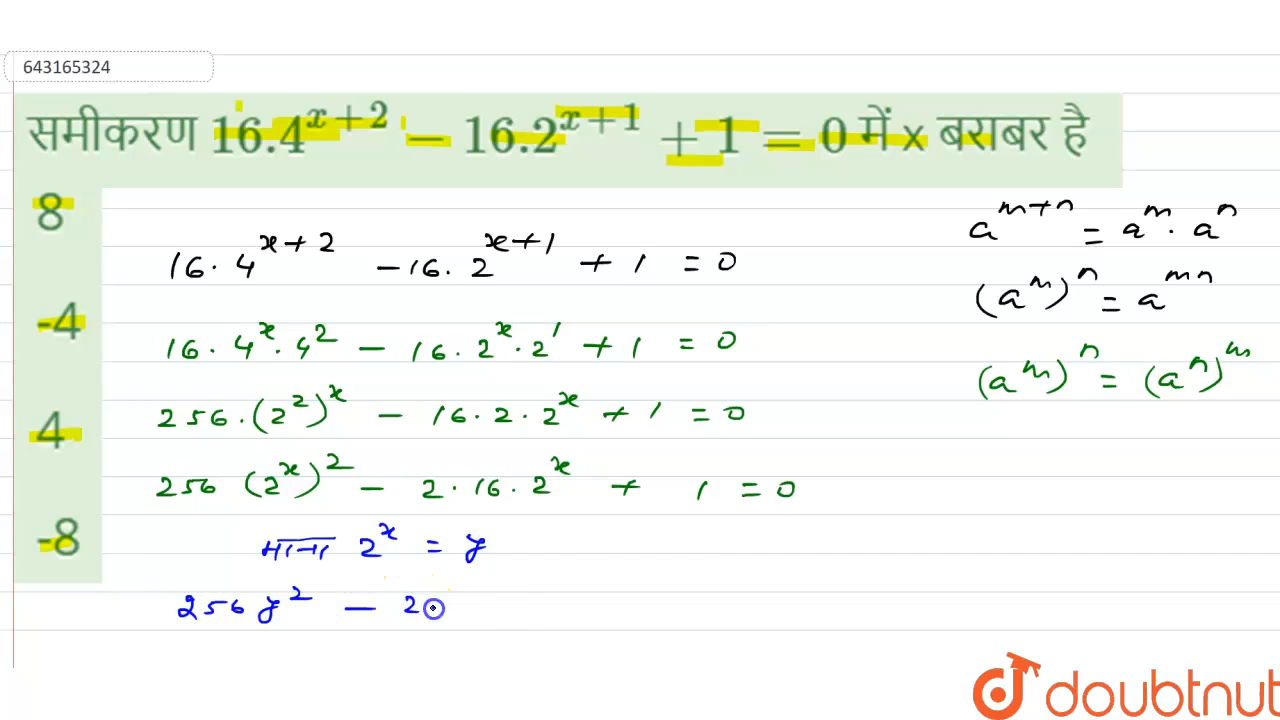 643165324
समीकरण 16.4^{x+2} − 16.2^{x+1} + 1 = 0 में x बराबर है
8
-4
4
-8
16. 4^{x+2} − 16. 2^{x+1} + 1 = 0
16. 4^x . 4^2 − 16. 2^x . 2^1 + 1 = 0
256. (2^2)^x − 16. 2. 2^x + 1 = 0
256 (2^x)^2 − 2. 16. 2^x + 1 = 0
माना 2^x = y
256 y^2 − 2
a^{m+n} = a^m . a^n
(a^m)^n = a^{mn}
(a^m)^n = (a^n)^m
doubtnut